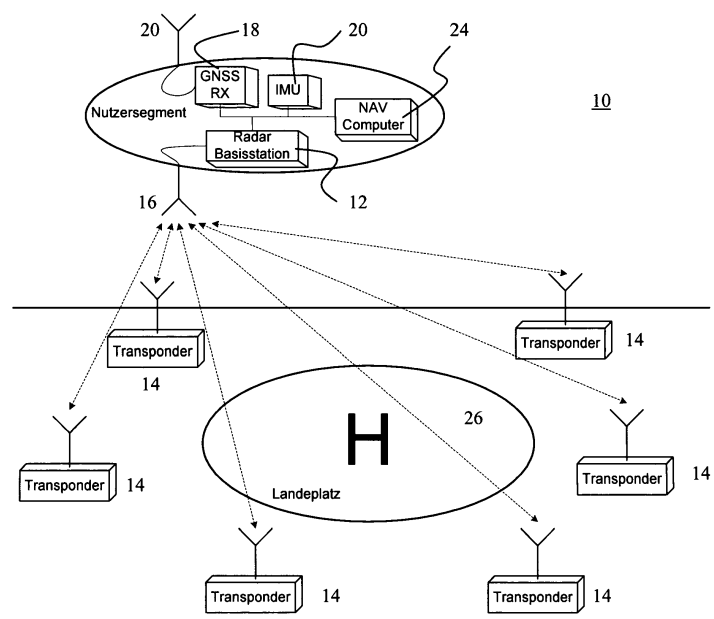 20
18
20
24
GNSS
RX
IMU
NAV
Computer
10
Nutzersegment
Radar
Basisstation
16
12
Transponder
14
Transponder
14
H
26
Landeplatz
Transponder
14
Transponder
14
Transponder
14
Transponder
14